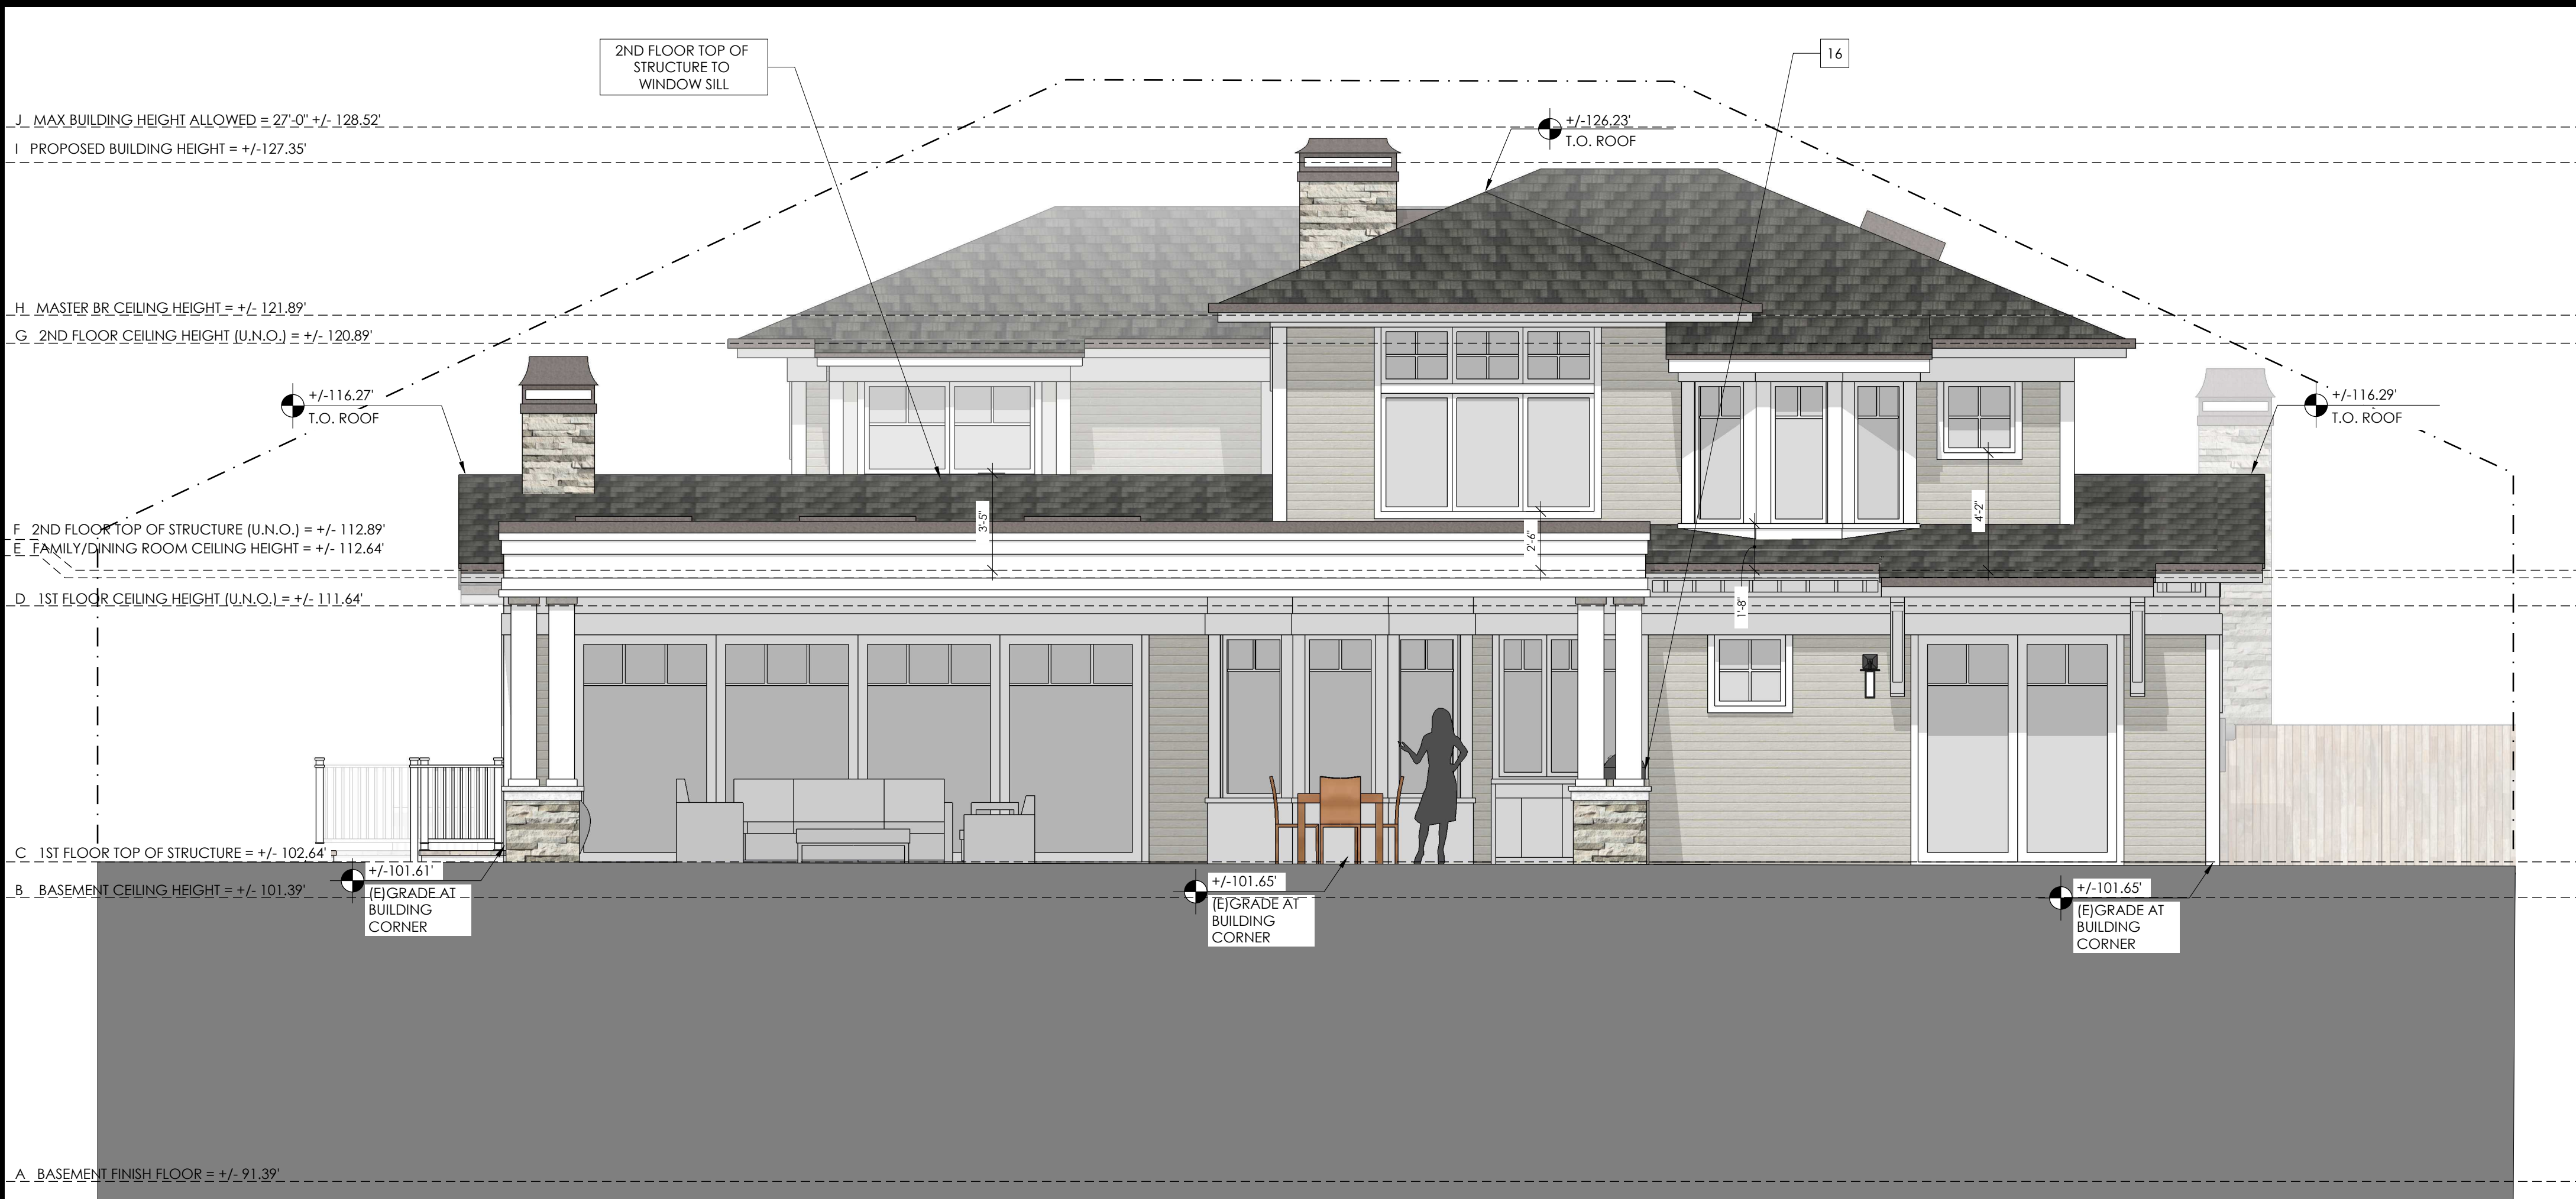 2ND FLOOR TOP OF
STRUCTURE TO
WINDOW SILL
16
J MAX BUILDING HEIGHT ALLOWED = 27'-0" +/- 128.52'
+/-126.23'
T.O. ROOF
I PROPOSED BUILDING HEIGHT = +/-127.35'
H MASTER BR CEILING HEIGHT = +/- 121.89'
G 2ND FLOOR CEILING HEIGHT (U.N.O.) = +/- 120.89'
+/-116.27'
T.O. ROOF
+/-116.29'
T.O. ROOF
F 2ND FLOOR TOP OF STRUCTURE (U.N.O.) = +/- 112.89'
E FAMILY/DINING ROOM CEILING HEIGHT = +/- 112.64'
3'-5"
2'-6"
4'-2"
1'-8"
D 1ST FLOOR CEILING HEIGHT (U.N.O.) = +/- 111.64'
C 1ST FLOOR TOP OF STRUCTURE = +/- 102.64'
B BASEMENT CEILING HEIGHT = +/- 101.39'
+/-101.61'
(E)GRADE AT
BUILDING
CORNER
+/-101.65'
(E)GRADE AT
BUILDING
CORNER
+/-101.65'
(E)GRADE AT
BUILDING
CORNER
A BASEMENT FINISH FLOOR = +/- 91.39'